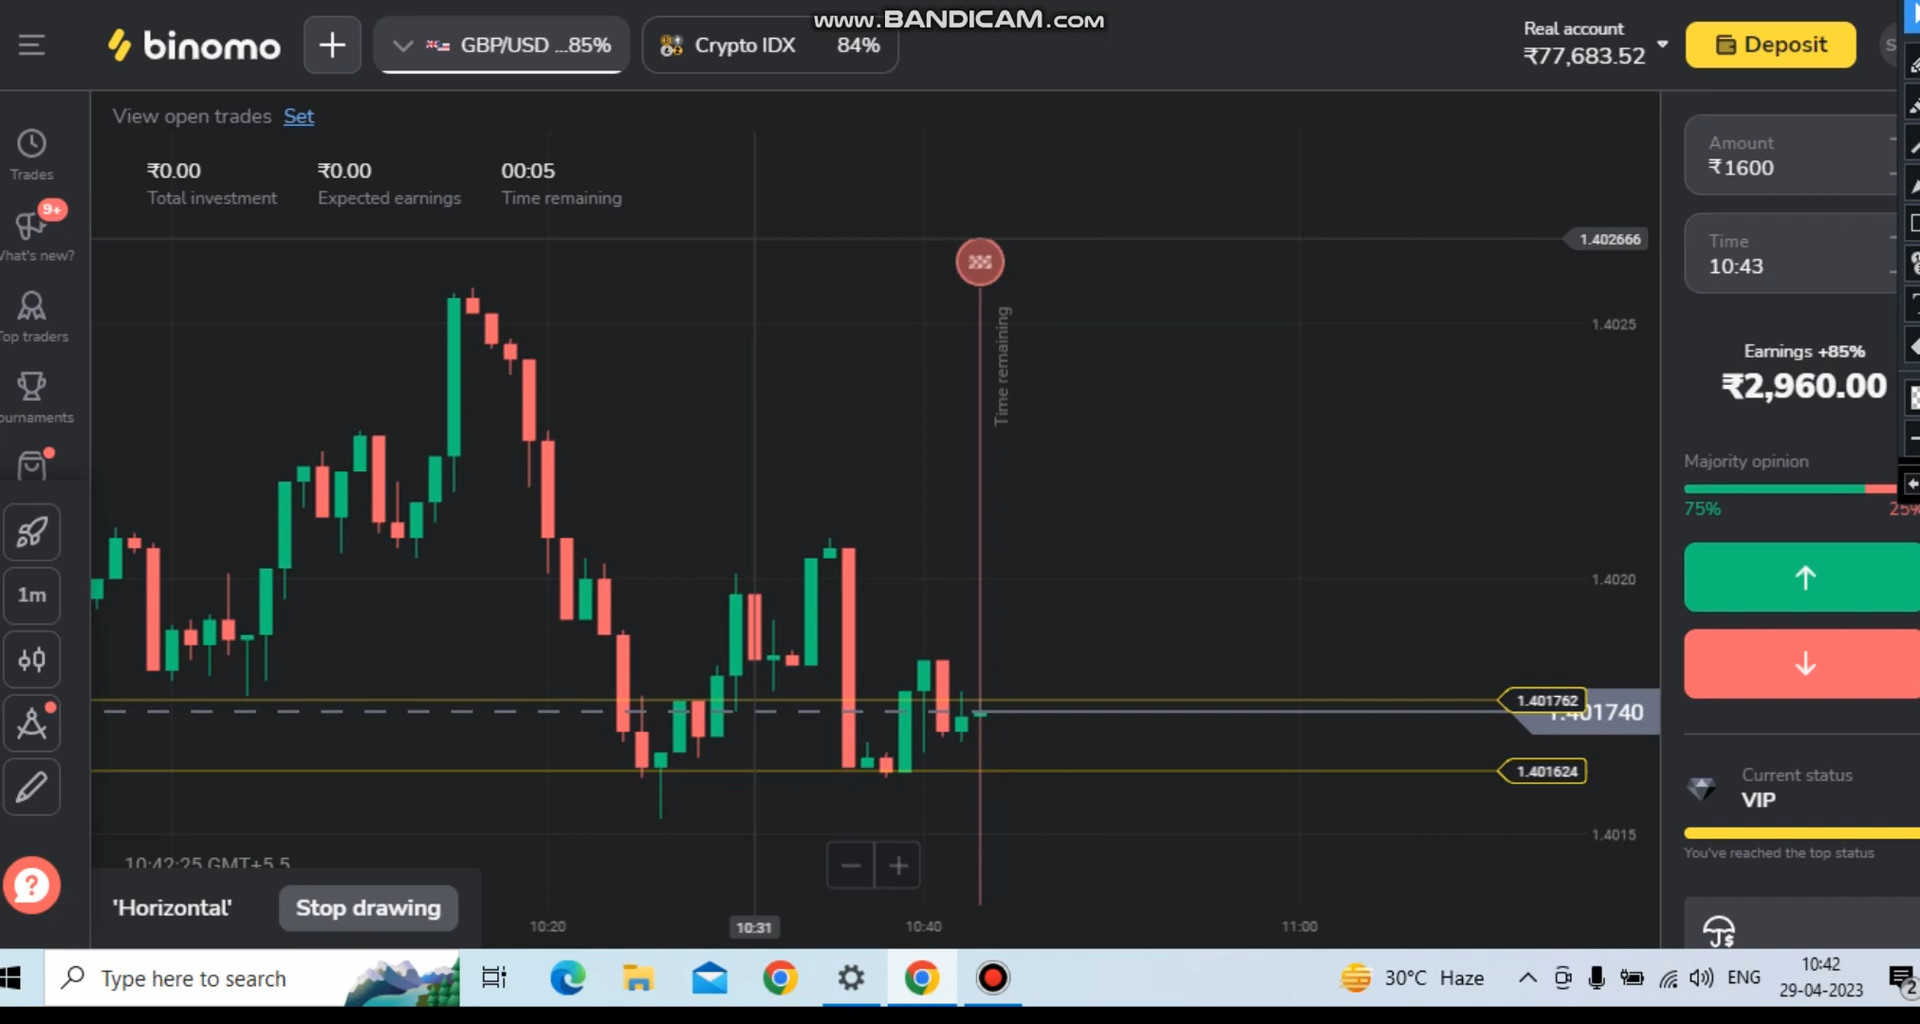 www.BANDICAM.com
binomo
GBP/USD ...85%
Crypto IDX 84%
Real account
₹77,683.52
Deposit
View open trades Set
₹0.00 ₹0.00 00:05
Total investment Expected earnings Time remaining
Trades
9+
What's new?
Top traders
ournaments
1m
Time remaining
1.402666
1.4025
1.4020
1.401762
1.401740
1.401624
1.4015
Amount
₹1600
Time
10:43
Earnings +85%
₹2,960.00
Majority opinion
75% 25%
Current status
VIP
You've reached the top status
10:42:25 GMT+5.5
'Horizontal' Stop drawing
10:20 10:31 10:40 11:00
Type here to search
30°C Haze
ENG
10:42
29-04-2023
2